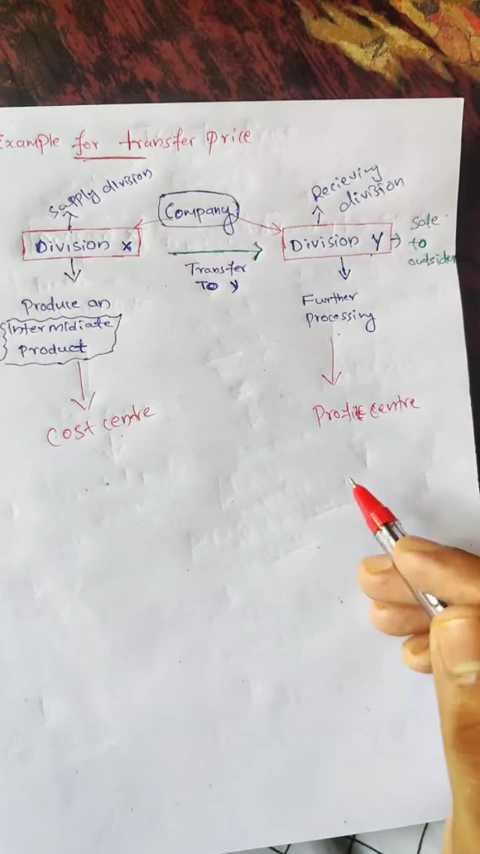 Example for transfer price
Supply division
Company
Recieving
division
Division X
Division Y
Sale
to
outsiders
Transfer
To Y
Produce an
Intermidiate
Product
Further
Processing
Cost centre
Profit centre